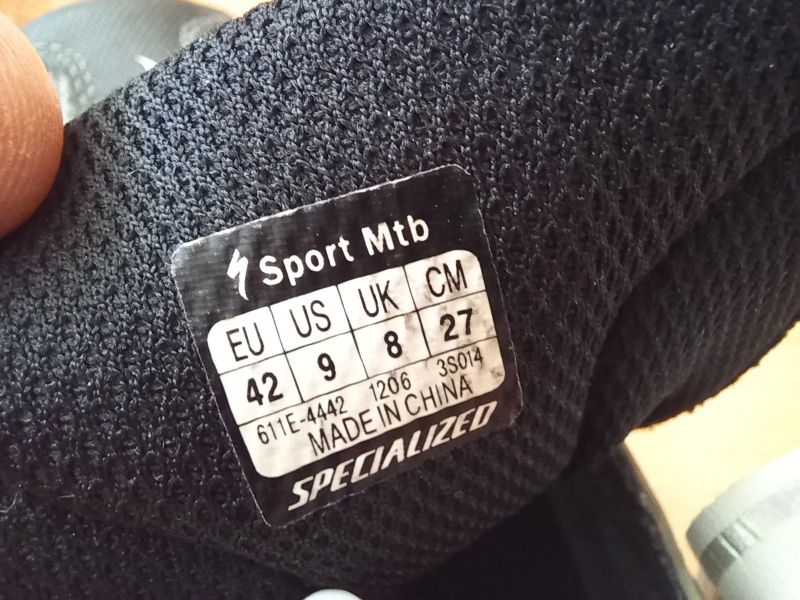 Sport Mtb
EU US UK CM
42 9 8 27
611E-4442 1206 3S014
MADE IN CHINA
SPECIALIZED